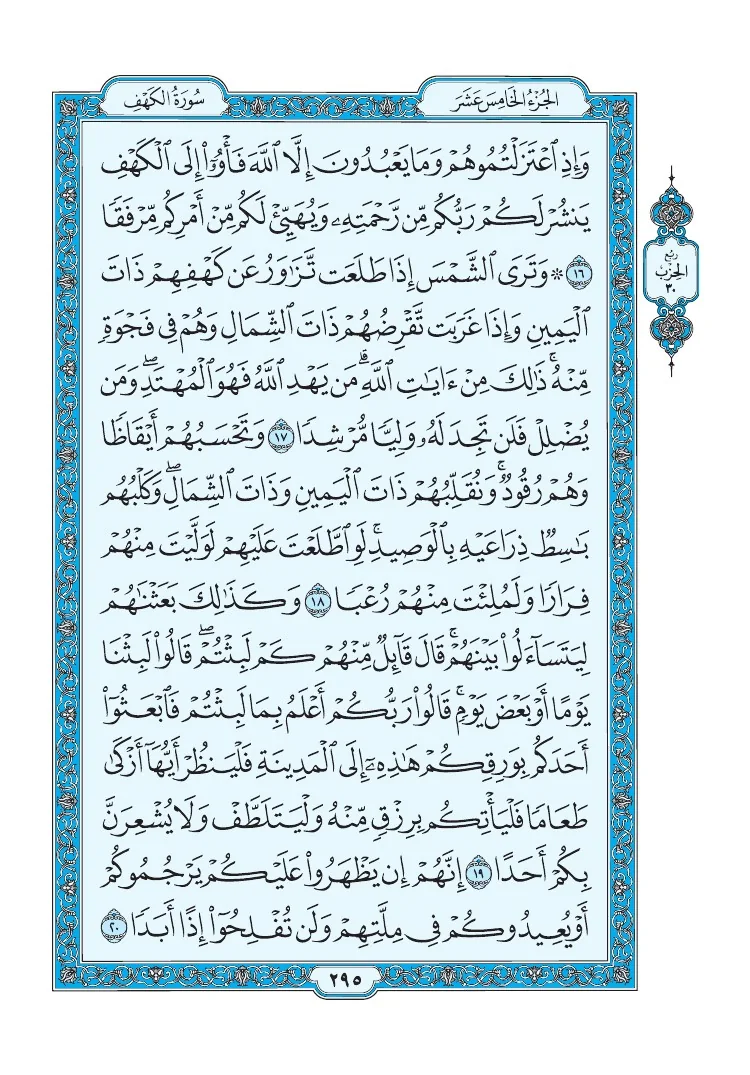 سُورَةُ الكَهۡفِ
الجُزۡءُ الخَامِسَ عَشَرَ
وَإِذِ ٱعۡتَزَلۡتُمُوهُمۡ وَمَا يَعۡبُدُونَ إِلَّا ٱللَّهَ فَأۡوُۥٓاْ إِلَى ٱلۡكَهۡفِ
يَنشُرۡ لَكُمۡ رَبُّكُم مِّن رَّحۡمَتِهِۦ وَيُهَيِّئۡ لَكُم مِّنۡ أَمۡرِكُم مِّرۡفَقٗا
١٦ ۞ وَتَرَى ٱلشَّمۡسَ إِذَا طَلَعَت تَّزَٰوَرُ عَن كَهۡفِهِمۡ ذَاتَ
ٱلۡيَمِينِ وَإِذَا غَرَبَت تَّقۡرِضُهُمۡ ذَاتَ ٱلشِّمَالِ وَهُمۡ فِي فَجۡوَةٖ
مِّنۡهُۚ ذَٰلِكَ مِنۡ ءَايَٰتِ ٱللَّهِۗ مَن يَهۡدِ ٱللَّهُ فَهُوَ ٱلۡمُهۡتَدِۖ وَمَن
يُضۡلِلۡ فَلَن تَجِدَ لَهُۥ وَلِيّٗا مُّرۡشِدٗا ١٧ وَتَحۡسَبُهُمۡ أَيۡقَاظٗا
وَهُمۡ رُقُودٞۚ وَنُقَلِّبُهُمۡ ذَاتَ ٱلۡيَمِينِ وَذَاتَ ٱلشِّمَالِۖ وَكَلۡبُهُم
بَٰسِطٞ ذِرَاعَيۡهِ بِٱلۡوَصِيدِۚ لَوِ ٱطَّلَعۡتَ عَلَيۡهِمۡ لَوَلَّيۡتَ مِنۡهُمۡ
فِرَارٗا وَلَمُلِئۡتَ مِنۡهُمۡ رُعۡبٗا ١٨ وَكَذَٰلِكَ بَعَثۡنَٰهُمۡ
لِيَتَسَآءَلُواْ بَيۡنَهُمۡۚ قَالَ قَآئِلٞ مِّنۡهُمۡ كَمۡ لَبِثۡتُمۡۖ قَالُواْ لَبِثۡنَا
يَوۡمًا أَوۡ بَعۡضَ يَوۡمٖۚ قَالُواْ رَبُّكُمۡ أَعۡلَمُ بِمَا لَبِثۡتُمۡ فَٱبۡعَثُوٓاْ
أَحَدَكُم بِوَرِقِكُمۡ هَٰذِهِۦٓ إِلَى ٱلۡمَدِينَةِ فَلۡيَنظُرۡ أَيُّهَآ أَزۡكَىٰ
طَعَامٗا فَلۡيَأۡتِكُم بِرِزۡقٖ مِّنۡهُ وَلۡيَتَلَطَّفۡ وَلَا يُشۡعِرَنَّ
بِكُمۡ أَحَدًا ١٩ إِنَّهُمۡ إِن يَظۡهَرُواْ عَلَيۡكُمۡ يَرۡجُمُوكُمۡ
أَوۡ يُعِيدُوكُمۡ فِي مِلَّتِهِمۡ وَلَن تُفۡلِحُوٓاْ إِذًا أَبَدٗا ٢٠
ربع
الحزب
٣٠
٢٩٥